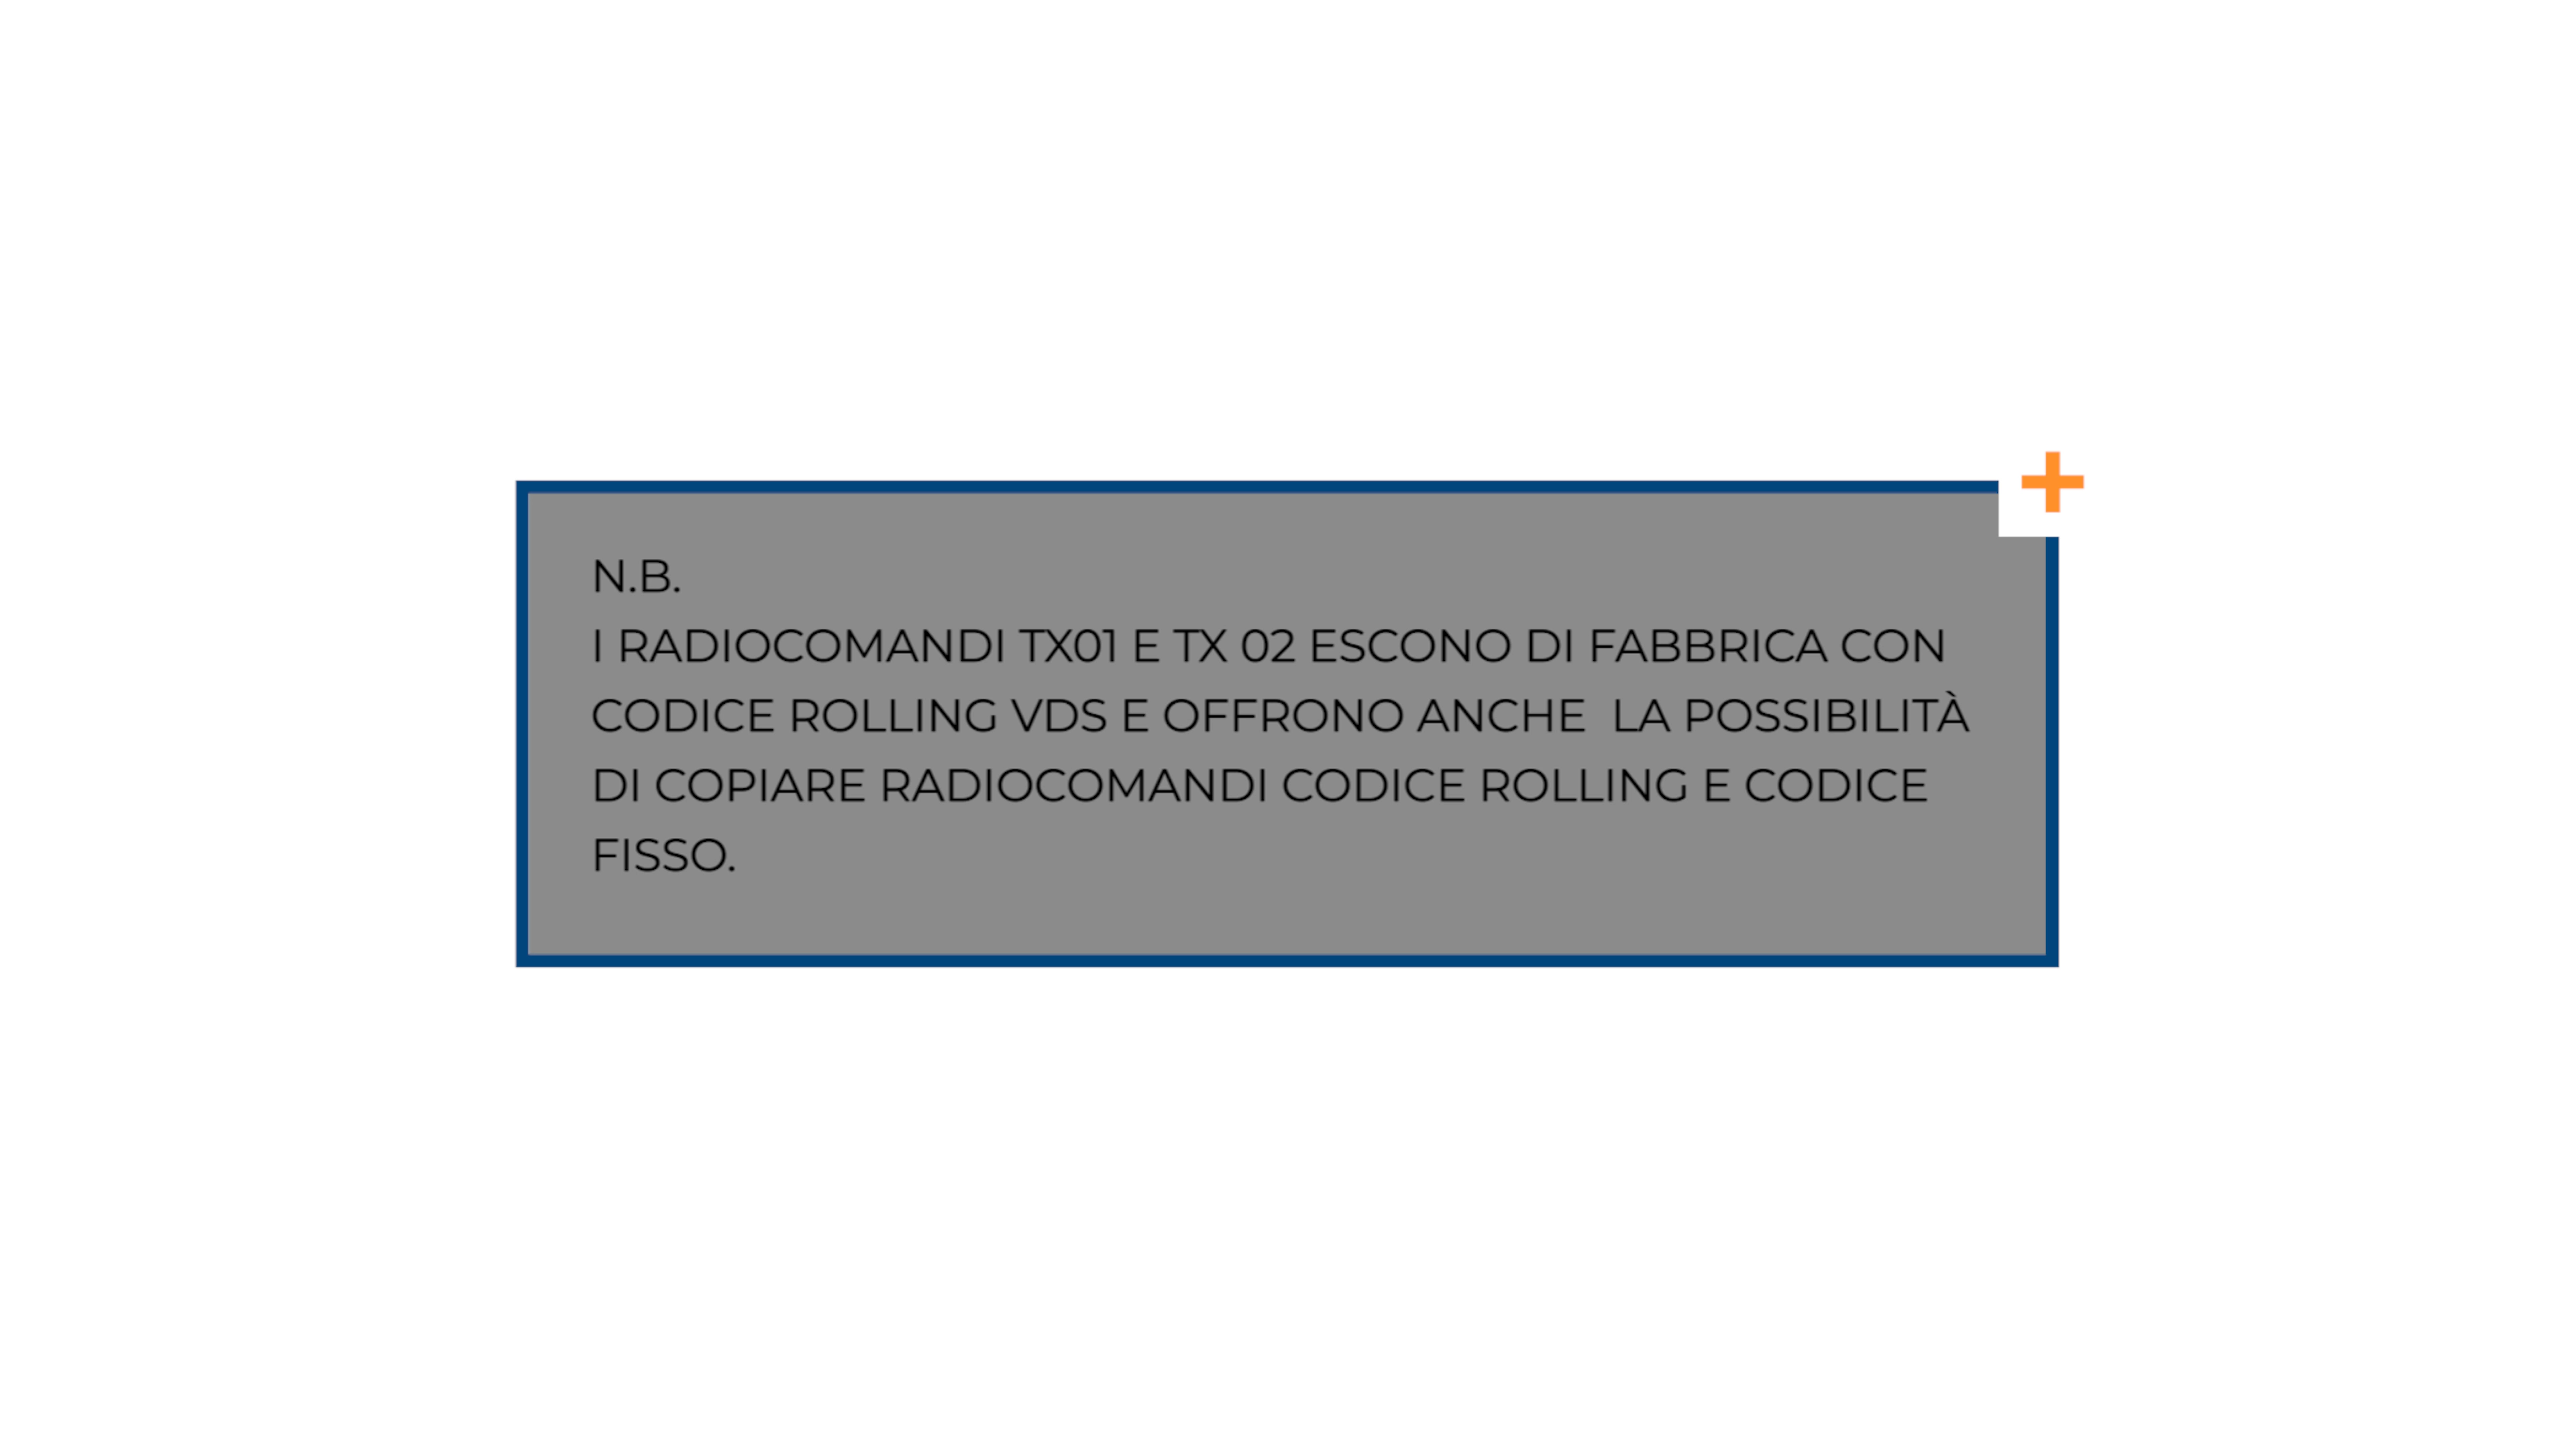 N.B.
I RADIOCOMANDI TX01 E TX 02 ESCONO DI FABBRICA CON
CODICE ROLLING VDS E OFFRONO ANCHE  LA POSSIBILITÀ
DI COPIARE RADIOCOMANDI CODICE ROLLING E CODICE
FISSO.